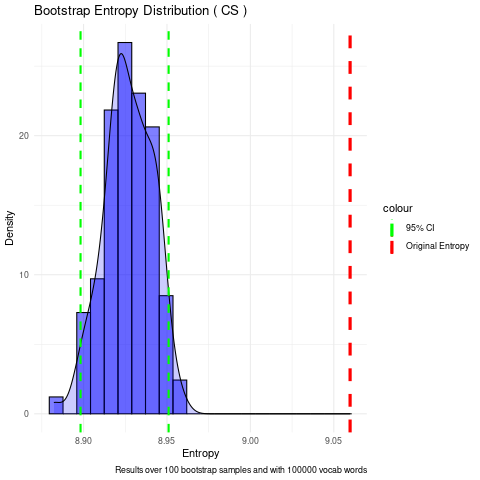 Bootstrap Entropy Distribution ( CS )
20
10
0
Density
8.90
8.95
9.00
9.05
Entropy
colour
95% CI
Original Entropy
Results over 100 bootstrap samples and with 100000 vocab words